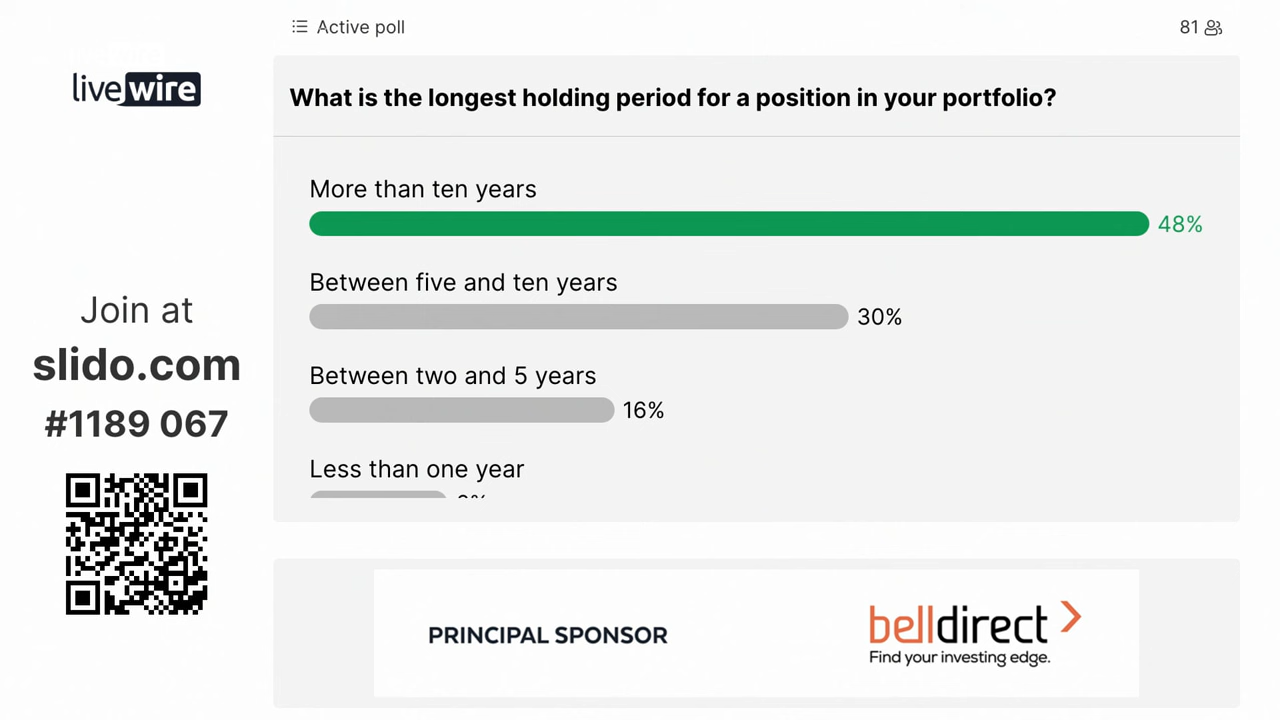 Active poll
81
livewire
What is the longest holding period for a position in your portfolio?
More than ten years
48%
Between five and ten years
30%
Between two and 5 years
16%
Less than one year
Join at
slido.com
#1189 067
PRINCIPAL SPONSOR
belldirect
Find your investing edge.